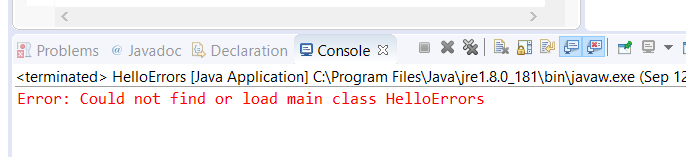 Problems @ Javadoc Declaration Console
<terminated> HelloErrors [Java Application] C:\Program Files\Java\jre1.8.0_181\bin\javaw.exe (Sep 12
Error: Could not find or load main class HelloErrors